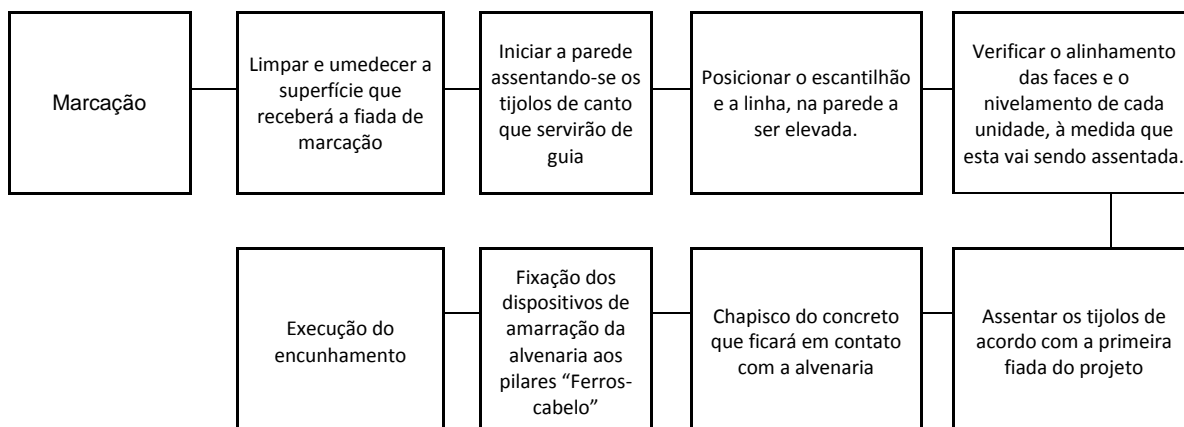 Marcação
Limpar e umedecer a
superfície que
receberá a fiada de
marcação
Iniciar a parede
assentando-se os
tijolos de canto
que servirão de
guia
Posicionar o escantilhão
e a linha, na parede a
ser elevada.
Verificar o alinhamento
das faces e o
nivelamento de cada
unidade, à medida que
esta vai sendo assentada.
Assentar os tijolos de
acordo com a primeira
fiada do projeto
Chapisco do concreto
que ficará em contato
com a alvenaria
Fixação dos
dispositivos de
amarração da
alvenaria aos
pilares “Ferros-
cabelo”
Execução do
encunhamento